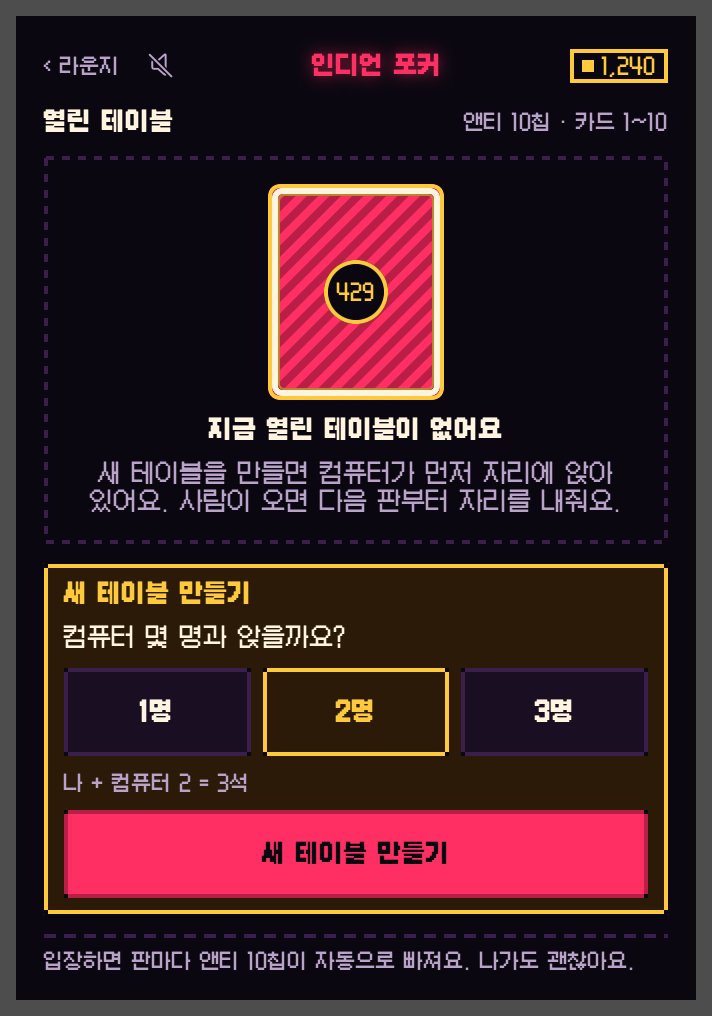 ‹ 라운지
인디언 포커
1,240
열린 테이블
앤티 10칩 · 카드 1~10
429
지금 열린 테이블이 없어요
새 테이블을 만들면 컴퓨터가 먼저 자리에 앉아
있어요. 사람이 오면 다음 판부터 자리를 내줘요.
새 테이블 만들기
컴퓨터 몇 명과 앉을까요?
1명
2명
3명
나 + 컴퓨터 2 = 3석
새 테이블 만들기
입장하면 판마다 앤티 10칩이 자동으로 빠져요. 나가도 괜찮아요.